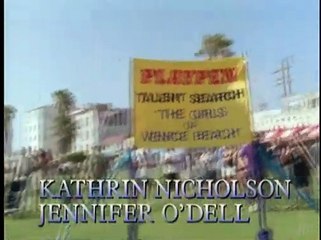 PLAYPEN
TALENT SEARCH
"THE GIRLS
OF
VENICE BEACH"
KATHRIN NICHOLSON
JENNIFER O'DELL